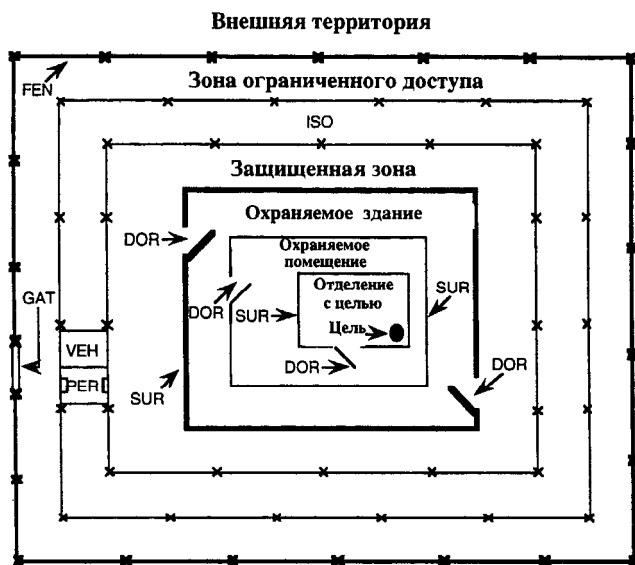 Внешняя территория
FEN
Зона ограниченного доступа
ISO
Защищенная зона
Охраняемое здание
DOR
Охраняемое
помещение
GAT
DOR
SUR
Отделение
с целью
SUR
Цель
VEH
DOR
DOR
PER
SUR